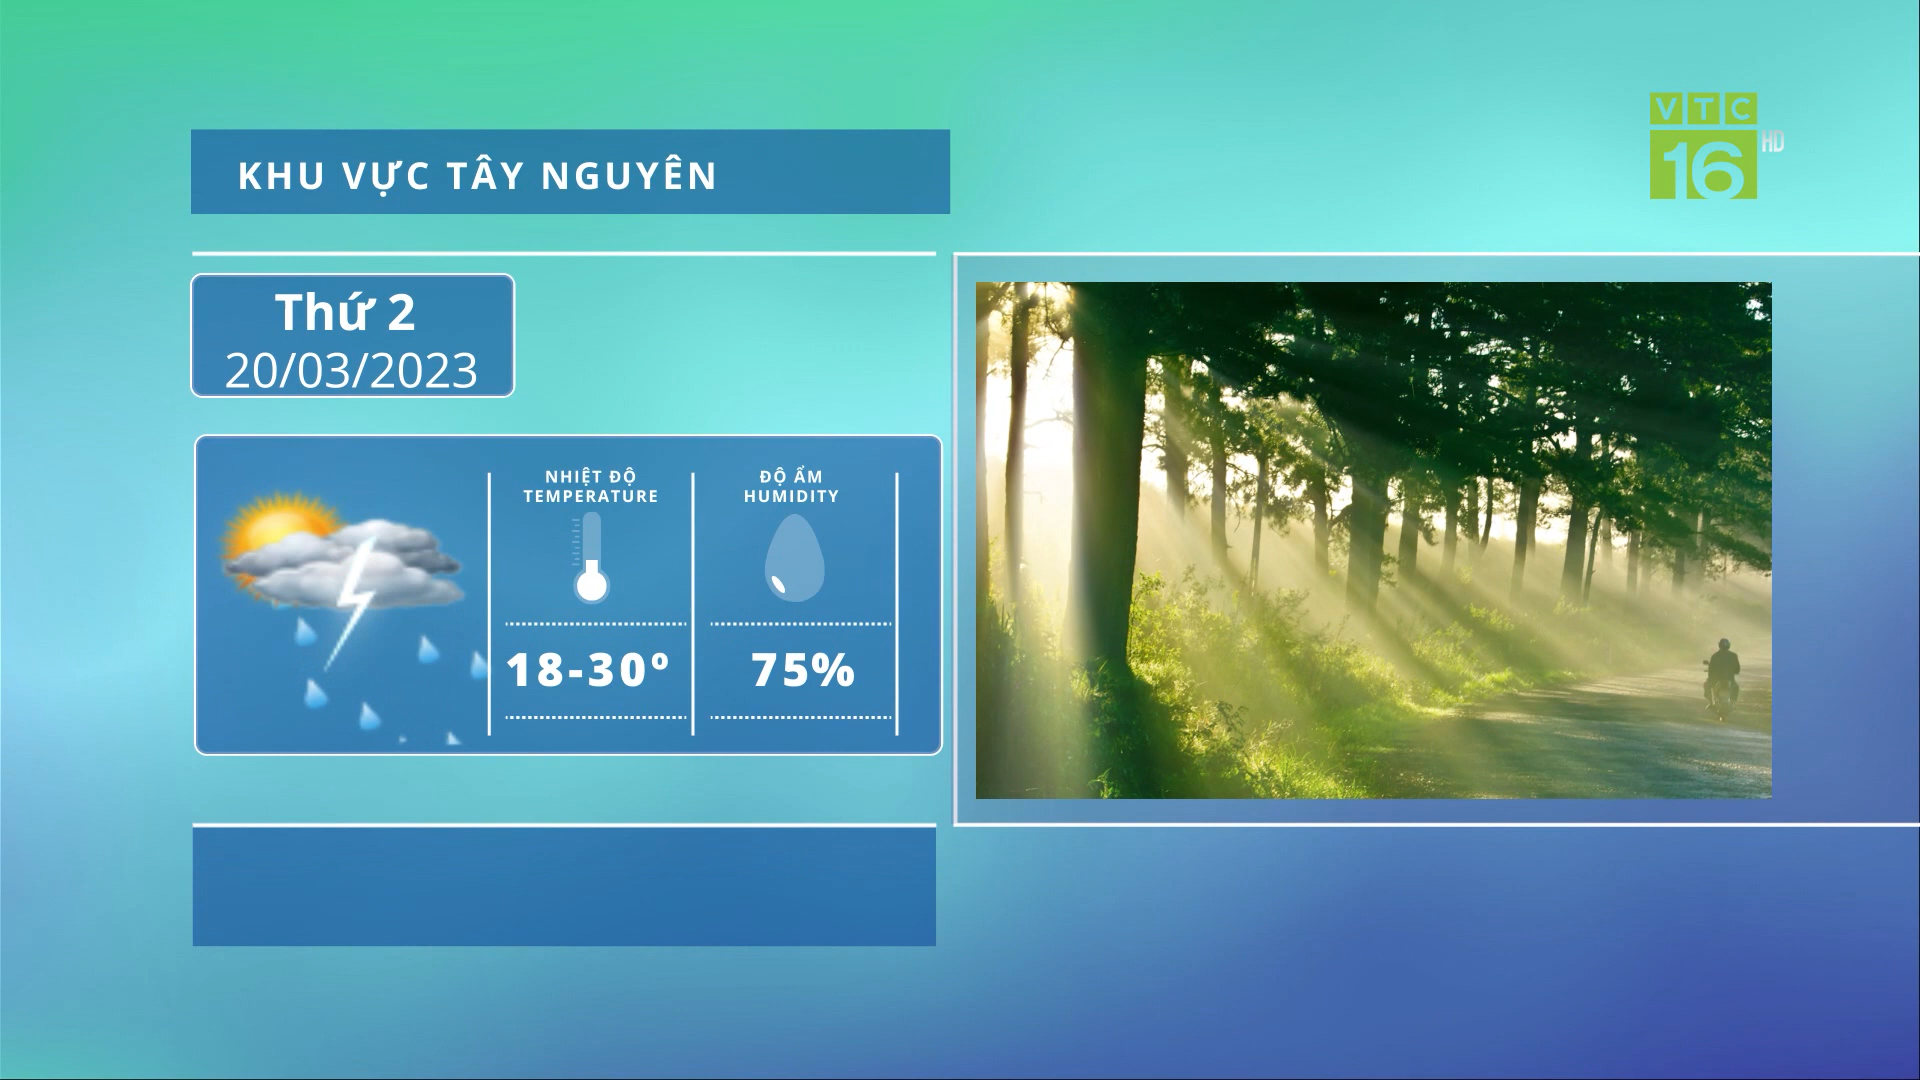 VTC
16 HD
KHU VỰC TÂY NGUYÊN
Thứ 2
20/03/2023
NHIỆT ĐỘ
TEMPERATURE
18-30°
ĐỘ ẨM
HUMIDITY
75%